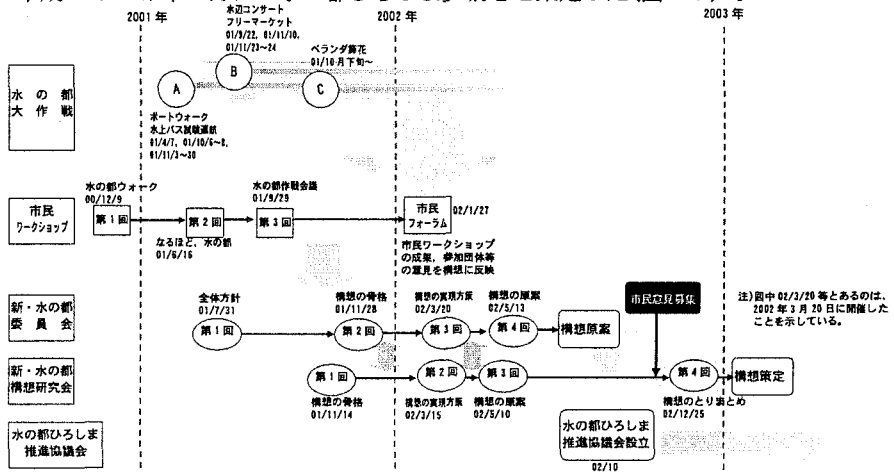 2001年
2002年
2003年
水辺コンサート
フリーマーケット
01/9/22, 01/11/10,
01/11/23~24
ベランダ飾花
01/10月下旬~
水の都
大作戦
A
B
C
ボートウォーク
水上バス試験運航
01/4/7, 01/10/6~8,
01/11/3~30
水の都ウォーク
00/12/9
水の都作戦会議
01/9/29
市民
ワークショップ
第1回
第2回
第3回
市民
フォーラム
02/1/27
なるほど、水の都
01/6/16
市民ワークショップ
の成果、参加団体等
の意見を構想に反映
市民意見募集
注)図中02/3/20等とあるのは、
2002年3月20日に開催した
ことを示している。
新・水の都
委員会
全体方針
01/7/31
構想の骨格
01/11/28
構想の実現方策
02/3/20
構想の原案
02/5/13
第1回
第2回
第3回
第4回
構想原案
新・水の都
構想研究会
第1回
第2回
第3回
第4回
構想策定
構想の骨格
01/11/14
構想の実現方策
02/3/15
構想の原案
02/5/10
構想のとりまとめ
02/12/25
水の都ひろしま
推進協議会
水の都ひろしま
推進協議会設立
02/10